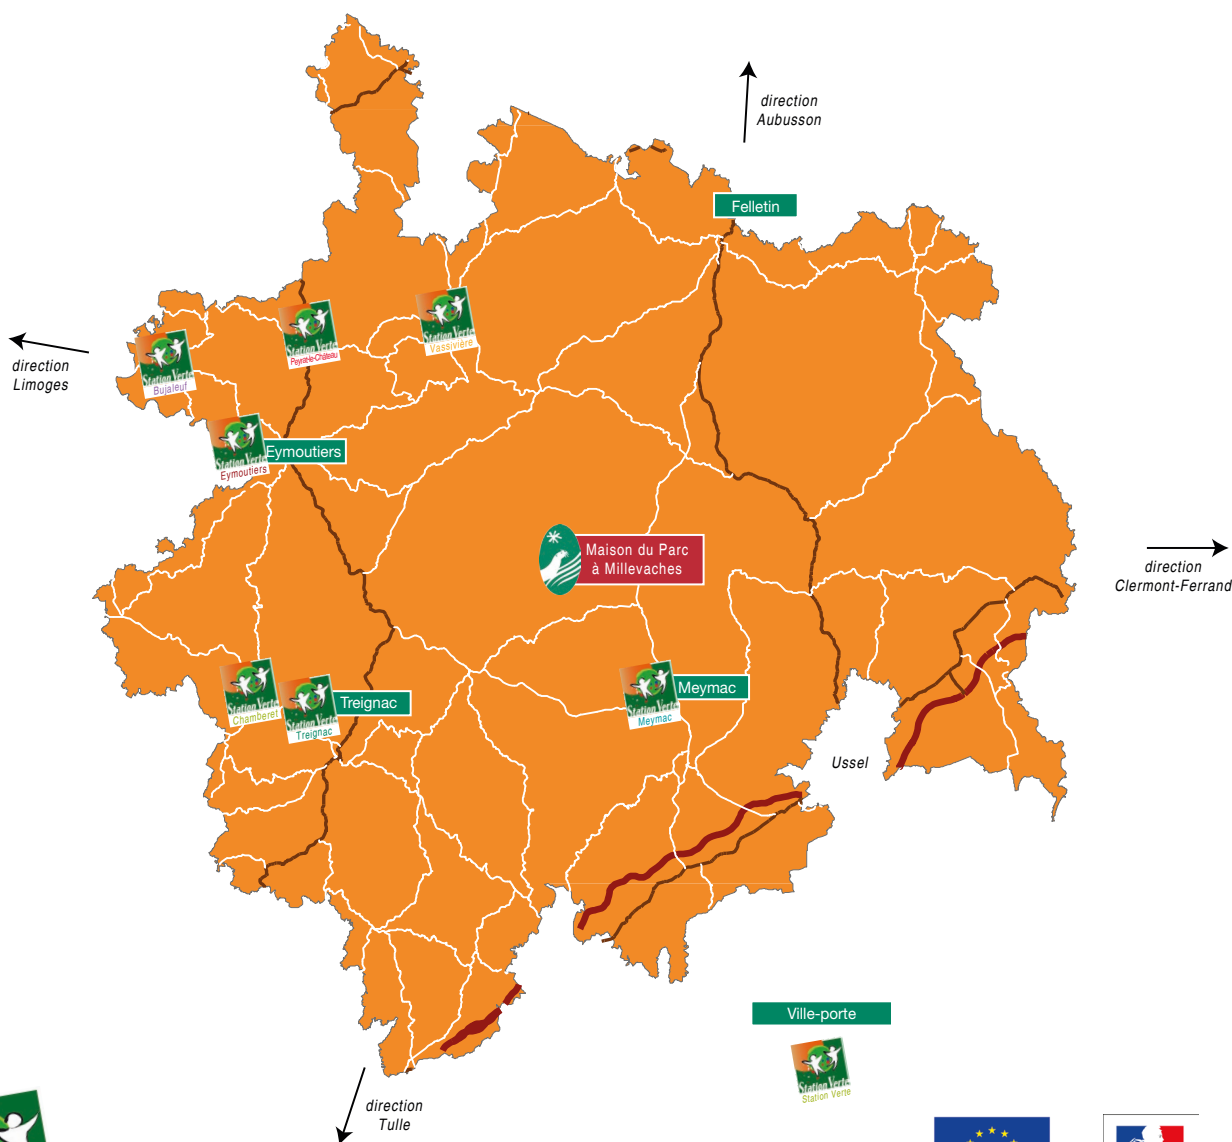 direction
Aubusson
Felletin
Station Verte
Peyrat-le-Château
Station Verte
Vassivière
direction
Limoges
Station Verte
Bujaleuf
Station Verte
Eymoutiers
Eymoutiers
Maison du Parc
à Millevaches
direction
Clermont-Ferrand
Station Verte
Chamberet
Station Verte
Treignac
Treignac
Station Verte
Meymac
Meymac
Ussel
Ville-porte
Station Verte
Station Verte
direction
Tulle